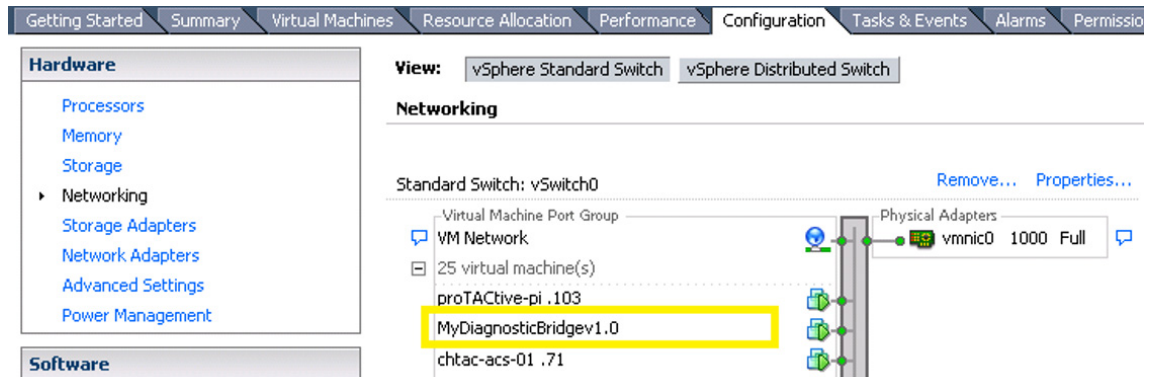 Getting Started Summary Virtual Machines Resource Allocation Performance Configuration Tasks & Events Alarms Permissio
Hardware
Processors
Memory
Storage
Networking
Storage Adapters
Network Adapters
Advanced Settings
Power Management
Software
View: vSphere Standard Switch vSphere Distributed Switch
Networking
Standard Switch: vSwitch0 Remove... Properties...
Virtual Machine Port Group Physical Adapters
VM Network vmnic0 1000 Full
25 virtual machine(s)
proTACtive-pi .103
MyDiagnosticBridgev1.0
chtac-acs-01 .71